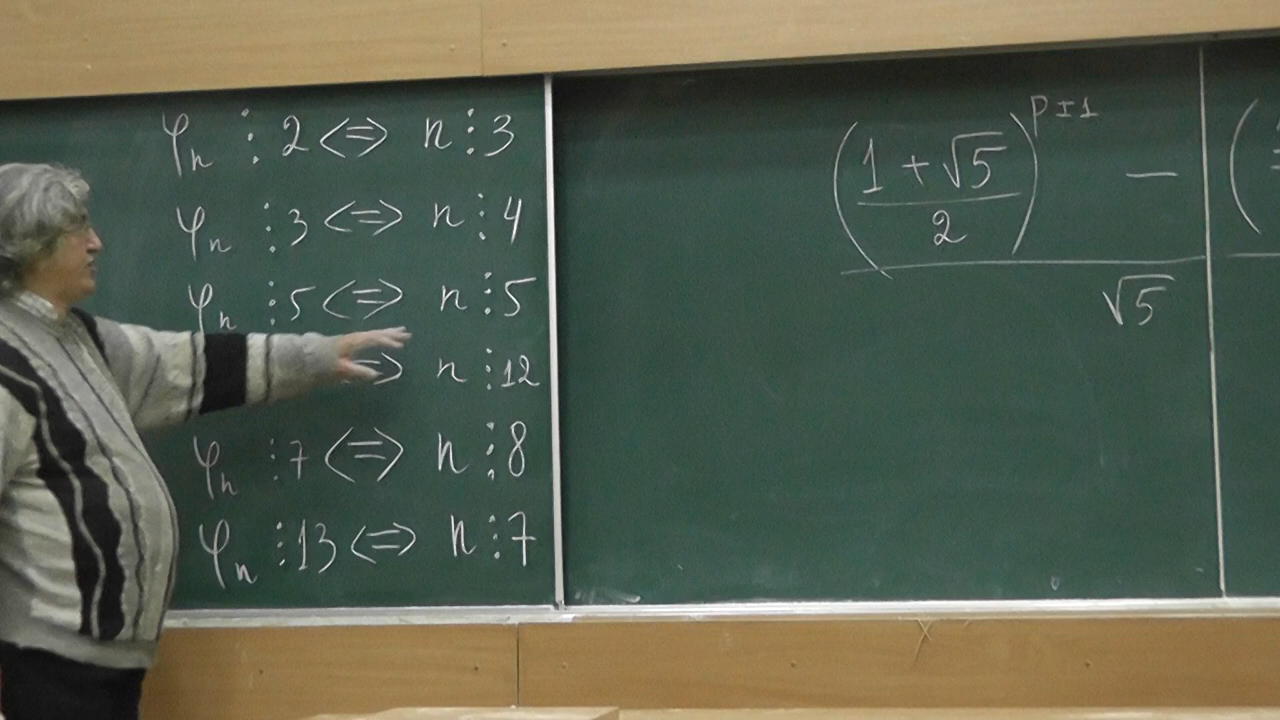 φₙ ⋮ 2 <=> n ⋮ 3
φₙ ⋮ 3 <=> n ⋮ 4
φₙ ⋮ 5 <=> n ⋮ 5
=> n ⋮ 12
φₙ ⋮ 7 <=> n ⋮ 8
φₙ ⋮ 13 <=> n ⋮ 7
((1 + √5)/2)^(p±1) −
√5
(